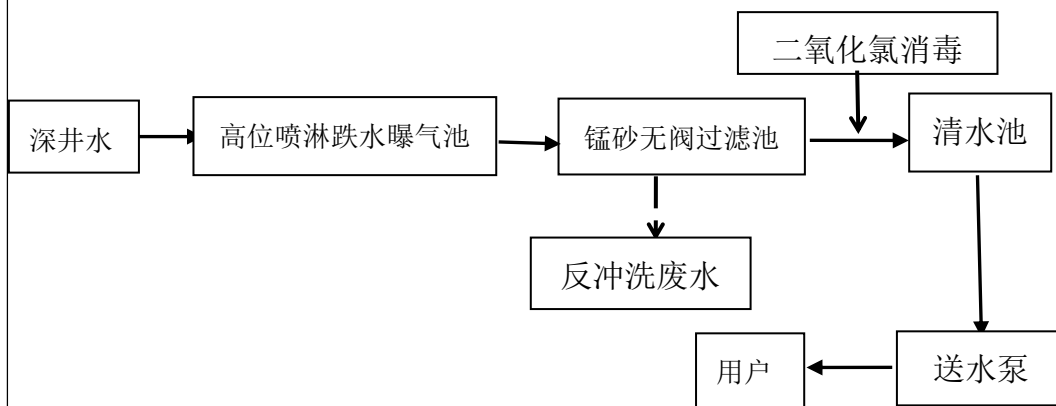 二氧化氯消毒
深井水
高位喷淋跌水曝气池
锰砂无阀过滤池
清水池
反冲洗废水
用户
送水泵